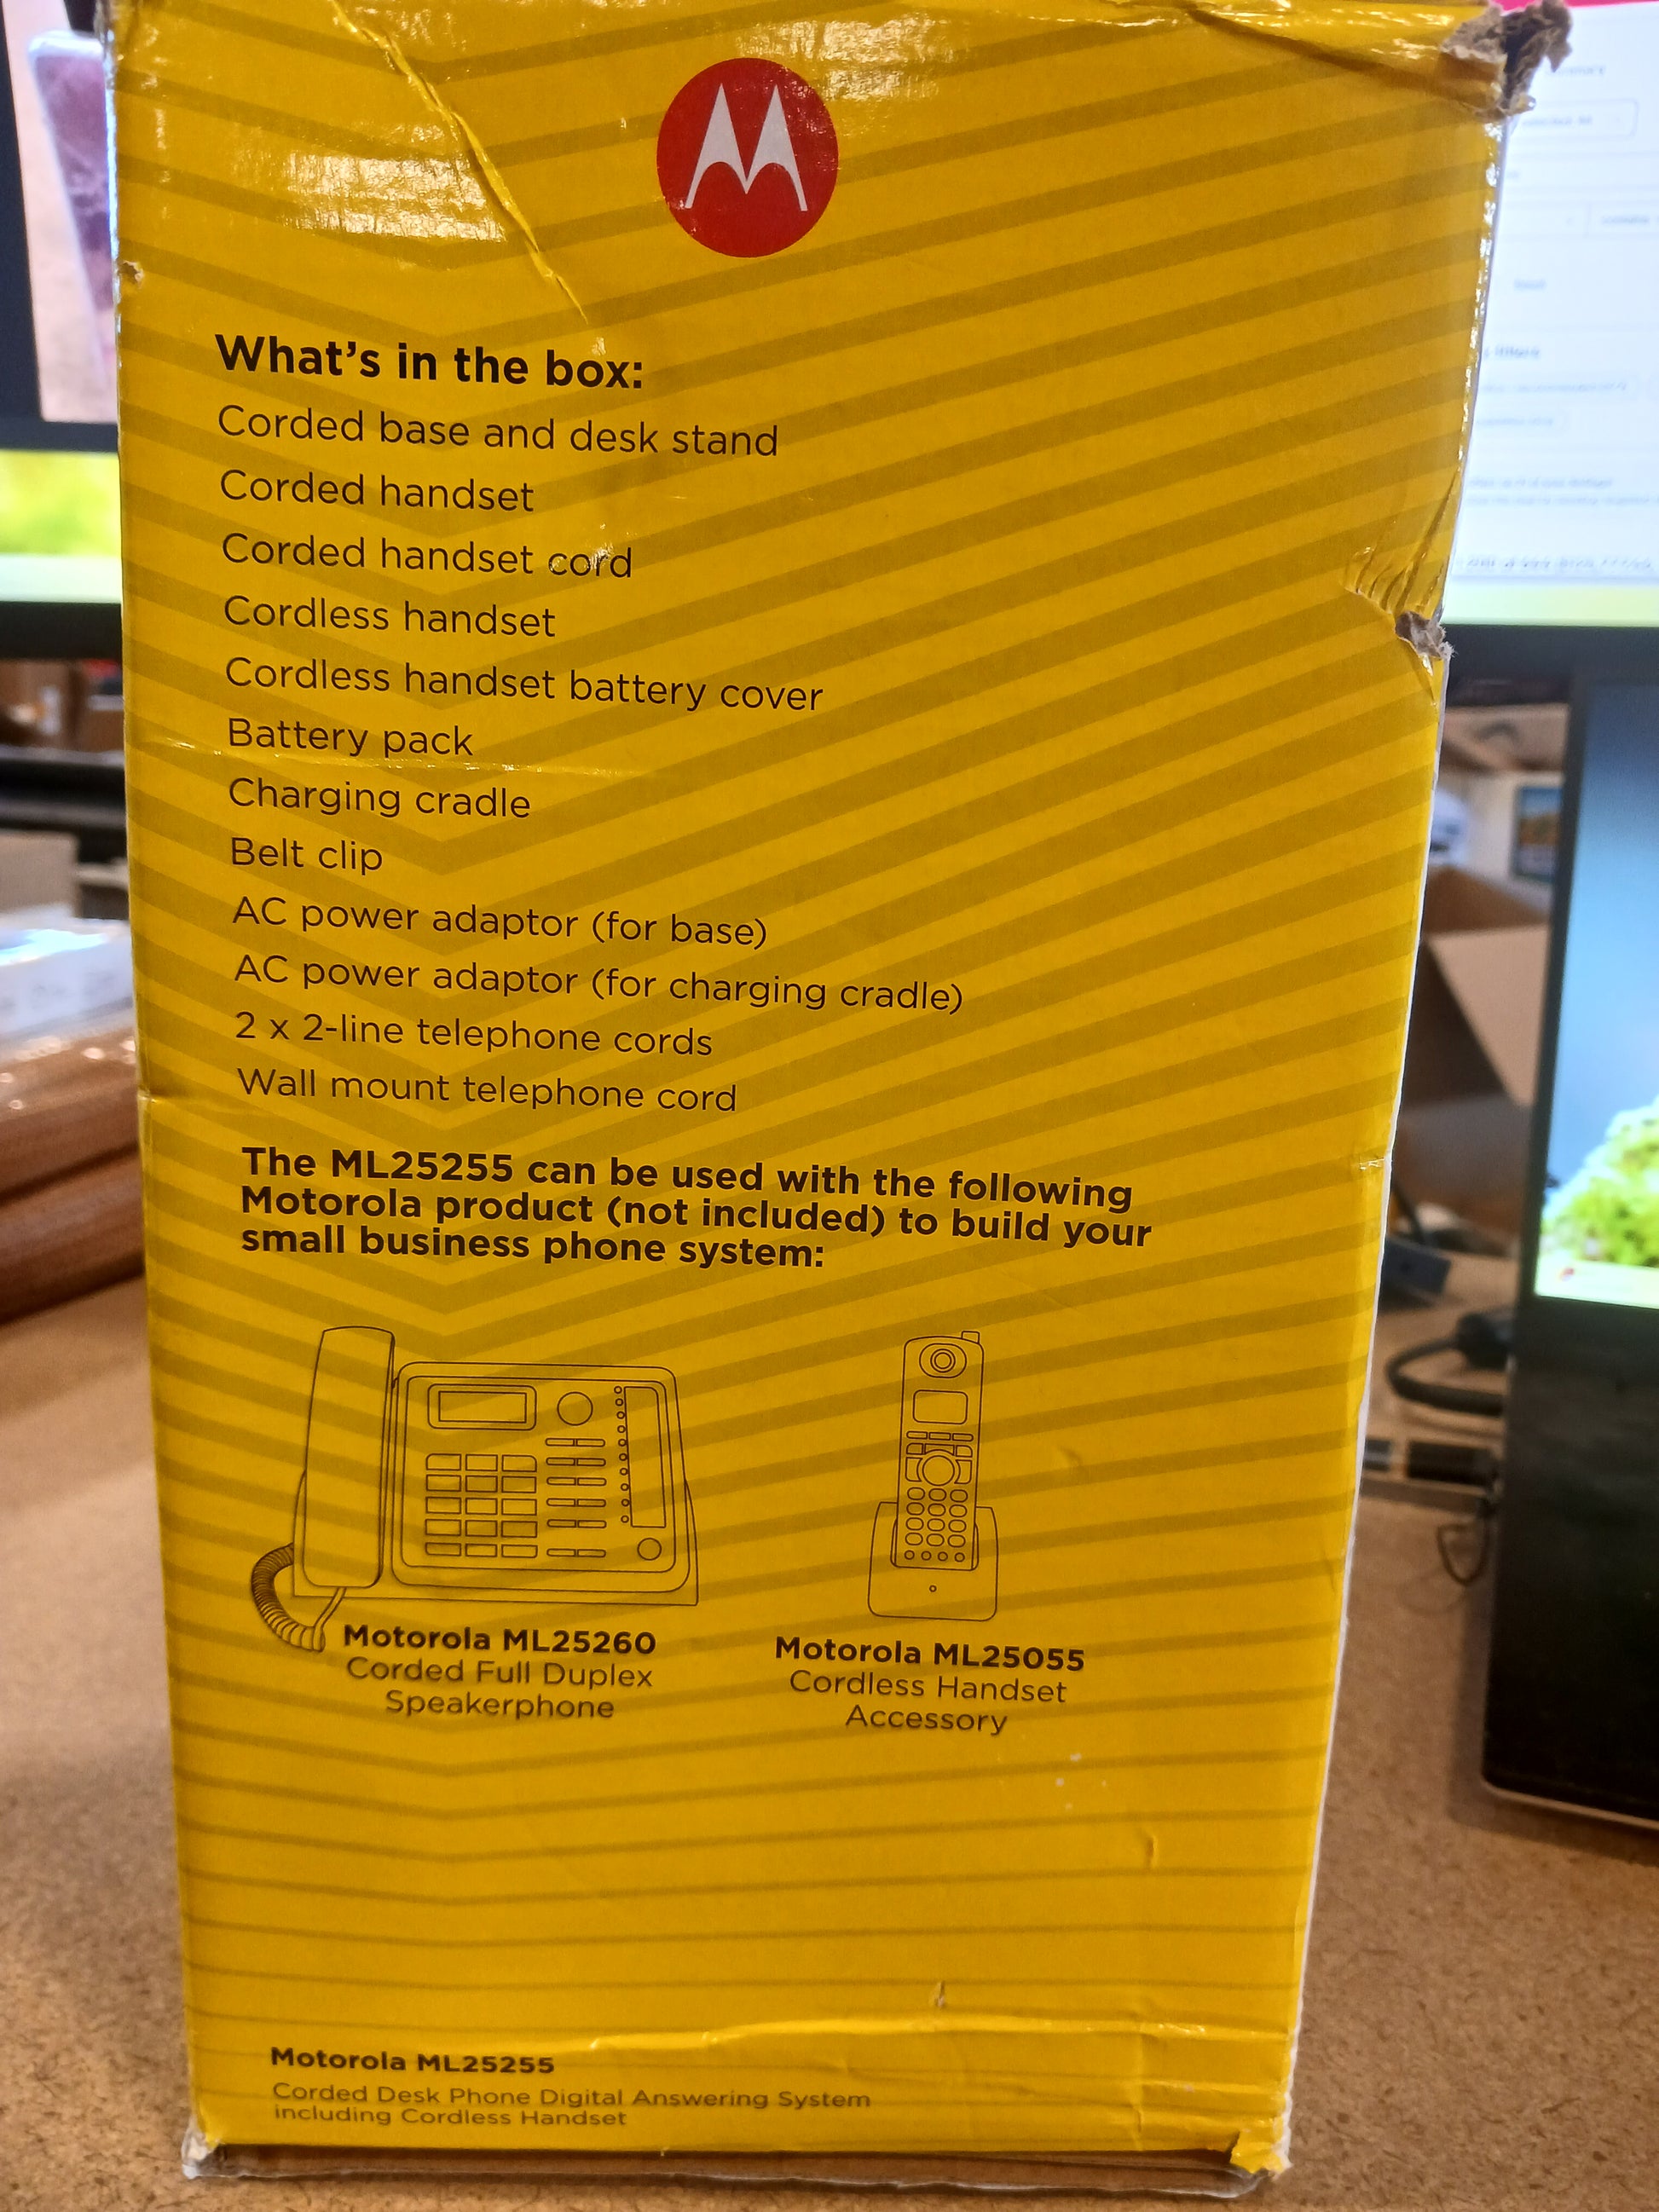 What's in the box:
Corded base and desk stand
Corded handset
Corded handset cord
Cordless handset
Cordless handset battery cover
Battery pack
Charging cradle
Belt clip
AC power adaptor (for base)
AC power adaptor (for charging cradle)
2 x 2-line telephone cords
Wall mount telephone cord
The ML25255 can be used with the following
Motorola product (not included) to build your
small business phone system:
Motorola ML25260
Corded Full Duplex
Speakerphone
Motorola ML25055
Cordless Handset
Accessory
Motorola ML25255
Corded Desk Phone Digital Answering System
including Cordless Handset